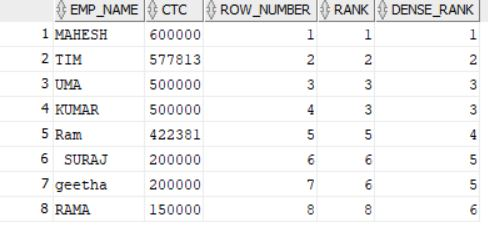 EMP_NAME CTC ROW_NUMBER RANK DENSE_RANK
1 MAHESH 600000 1 1 1
2 TIM 577813 2 2 2
3 UMA 500000 3 3 3
4 KUMAR 500000 4 3 3
5 Ram 422381 5 5 4
6 SURAJ 200000 6 6 5
7 geetha 200000 7 6 5
8 RAMA 150000 8 8 6